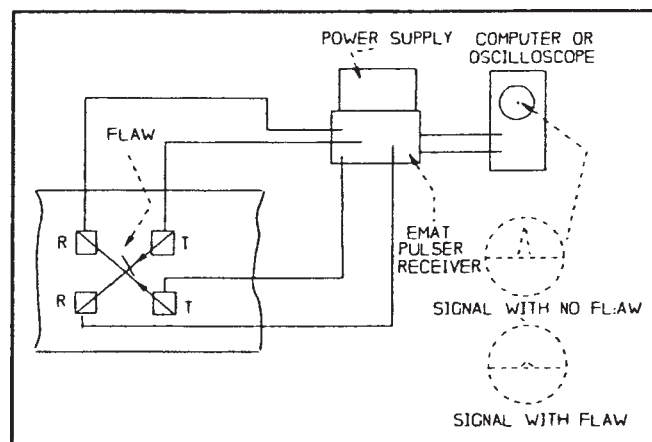 POWER SUPPLY
COMPUTER OR
OSCILLOSCOPE
FLAW
R
T
EMAT
PULSER
RECEIVER
R
T
SIGNAL WITH NO FL:AW
SIGNAL WITH FLAW